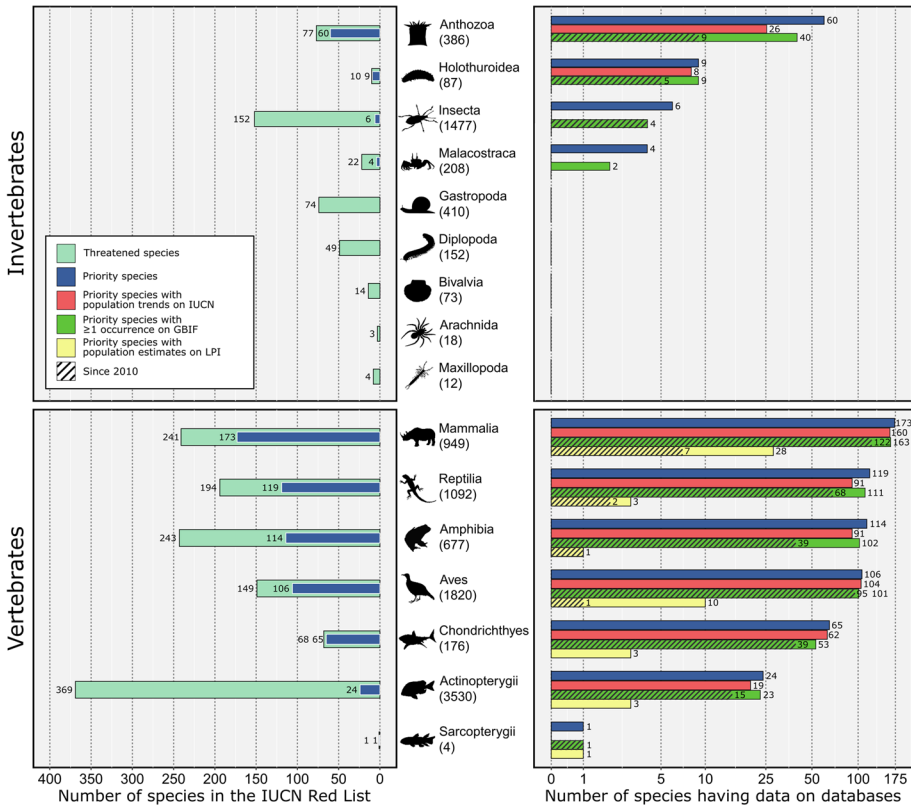 Invertebrates
77 60
Anthozoa
(386)
60
26
9 40
10 9
Holothuroidea
(87)
9
8
5 9
152 6
Insecta
(1477)
6
4
22 4
Malacostraca
(208)
4
2
74
Gastropoda
(410)
49
Diplopoda
(152)
14
Bivalvia
(73)
3
Arachnida
(18)
4
Maxillopoda
(12)
Threatened species
Priority species
Priority species with
population trends on IUCN
Priority species with
≥1 occurrence on GBIF
Priority species with
population estimates on LPI
Since 2010
Vertebrates
241 173
Mammalia
(949)
173
160
122 163
7 28
194 119
Reptilia
(1092)
119
91
68 111
2 3
243 114
Amphibia
(677)
114
91
39 102
1
149 106
Aves
(1820)
106
104
95 101
1 10
68 65
Chondrichthyes
(176)
65
62
39 53
3
369 24
Actinopterygii
(3530)
24
19
15 23
3
1 1
Sarcopterygii
(4)
1
1
1
400 350 300 250 200 150 100 50 0
Number of species in the IUCN Red List
0 1 5 10 25 50 100 175
Number of species having data on databases